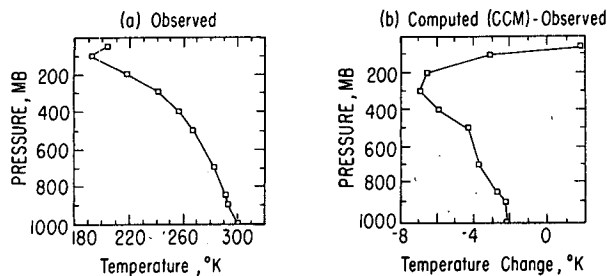 (a) Observed
PRESSURE, MB
200
400
600
800
1000
180
220
260
300
Temperature, °K
(b) Computed (GCM)-Observed
PRESSURE, MB
200
400
600
800
1000
-8
-4
0
Temperature Change, °K